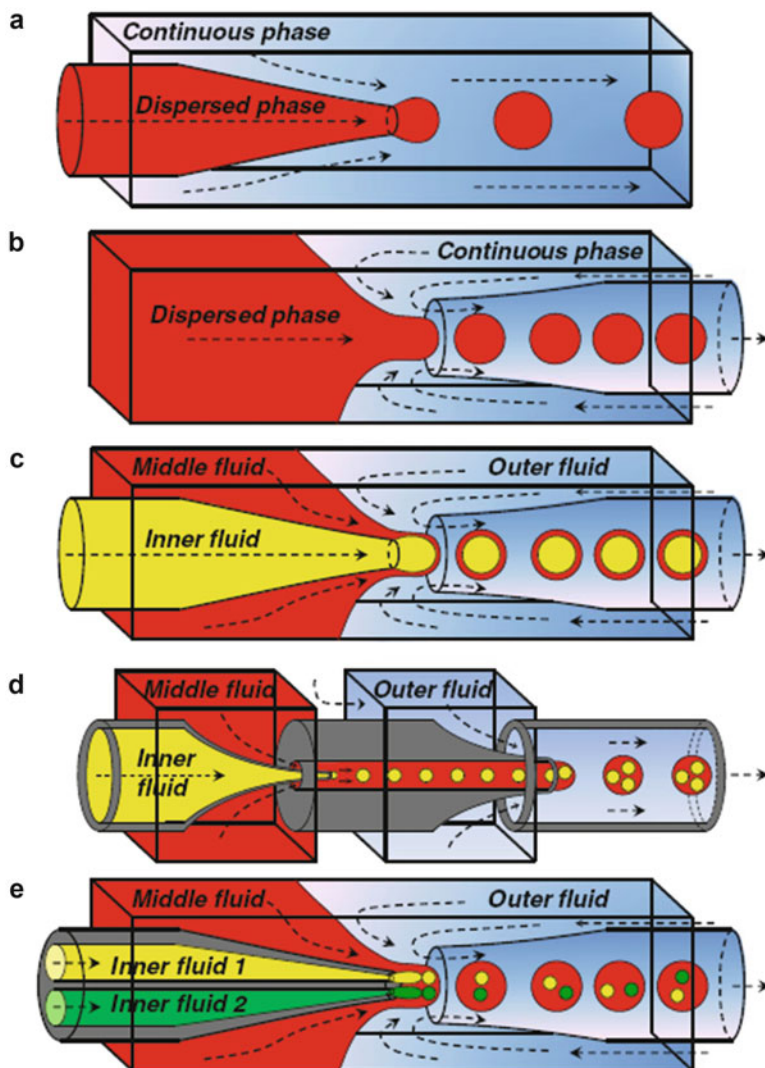 a
Continuous phase
Dispersed phase
b
Continuous phase
Dispersed phase
c
Middle fluid
Outer fluid
Inner fluid
d
Middle fluid
Outer fluid
Inner
fluid
e
Middle fluid
Outer fluid
Inner fluid 1
Inner fluid 2